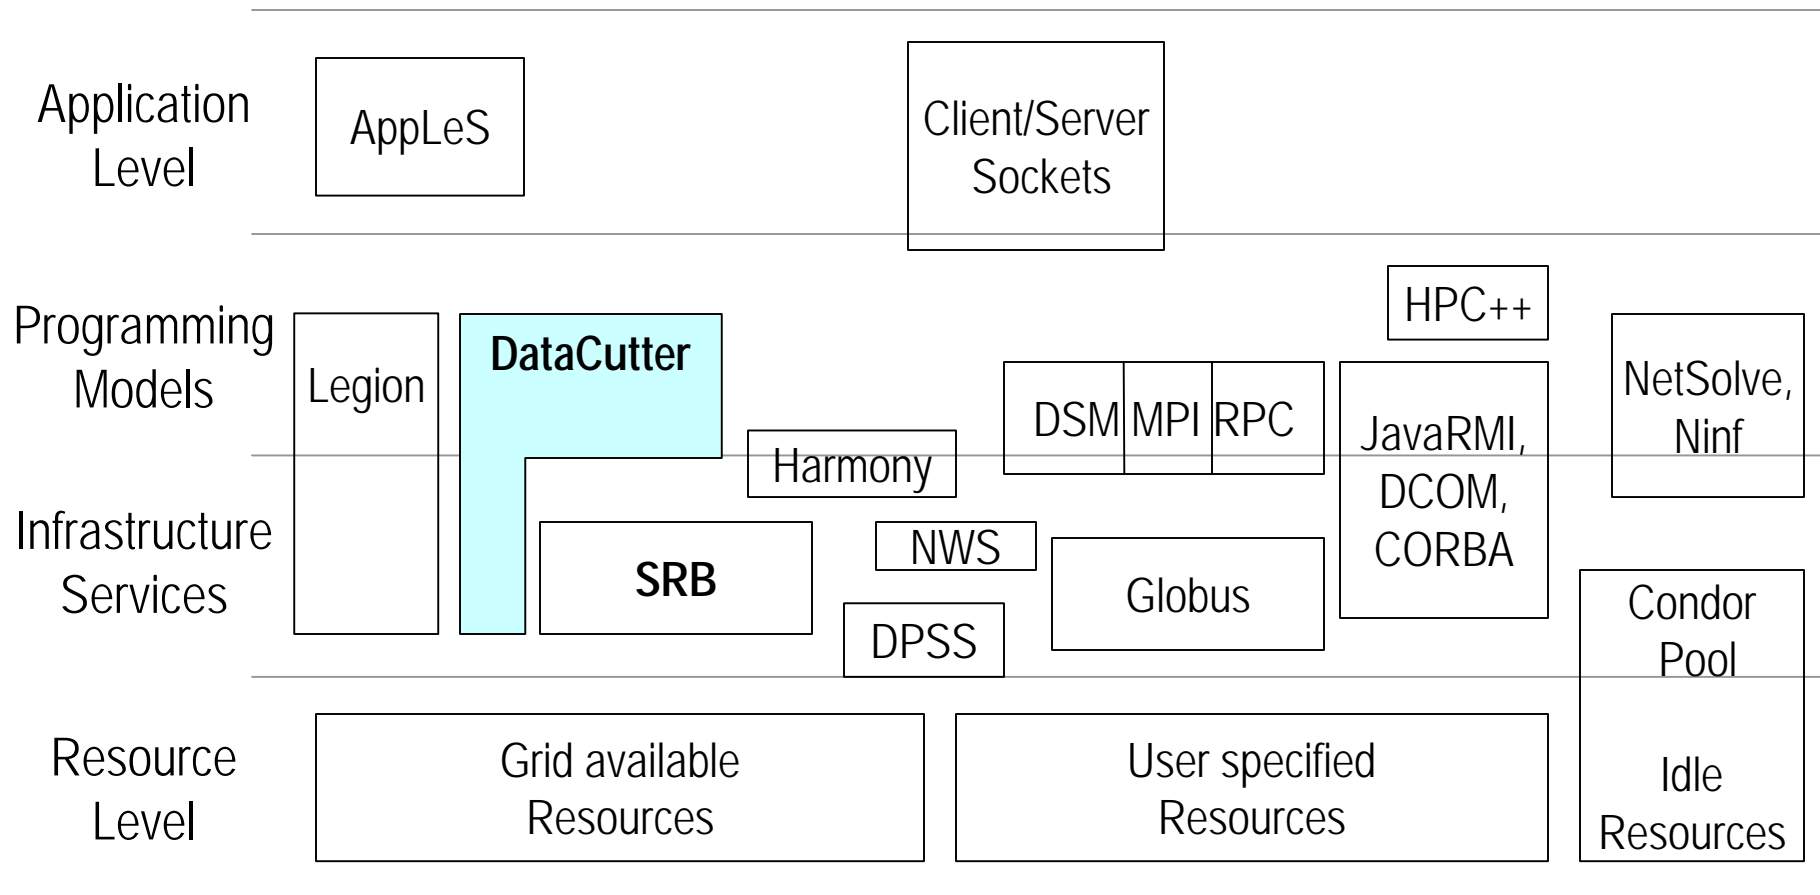 Application
Level
AppLeS
Client/Server
Sockets
Programming
Models
Legion
DataCutter
Harmony
DSM
MPI
RPC
HPC++
JavaRMI,
DCOM,
CORBA
NetSolve,
Ninf
Infrastructure
Services
SRB
NWS
DPSS
Globus
Condor
Pool
Resource
Level
Grid available
Resources
User specified
Resources
Idle
Resources